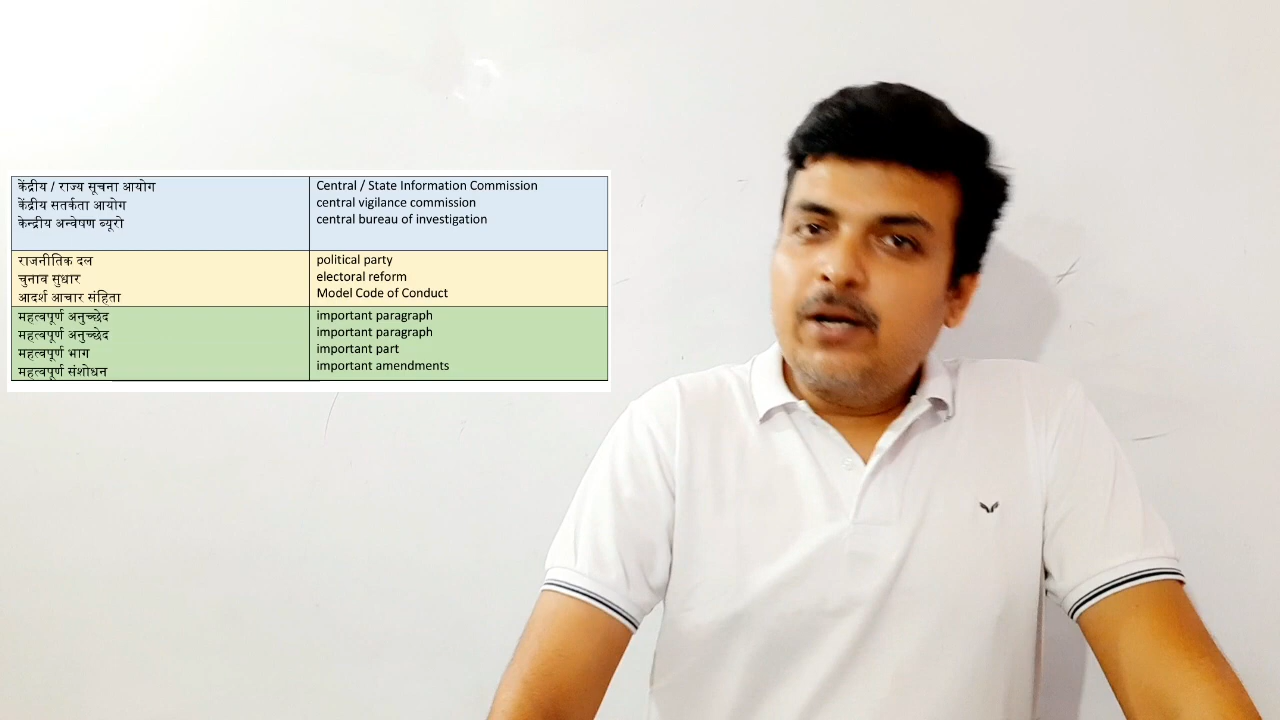 केंद्रीय / राज्य सूचना आयोग
केंद्रीय सतर्कता आयोग
केन्द्रीय अन्वेषण ब्यूरो
Central / State Information Commission
central vigilance commission
central bureau of investigation
राजनीतिक दल
चुनाव सुधार
आदर्श आचार संहिता
political party
electoral reform
Model Code of Conduct
महत्वपूर्ण अनुच्छेद
महत्वपूर्ण अनुच्छेद
महत्वपूर्ण भाग
महत्वपूर्ण संशोधन
important paragraph
important paragraph
important part
important amendments